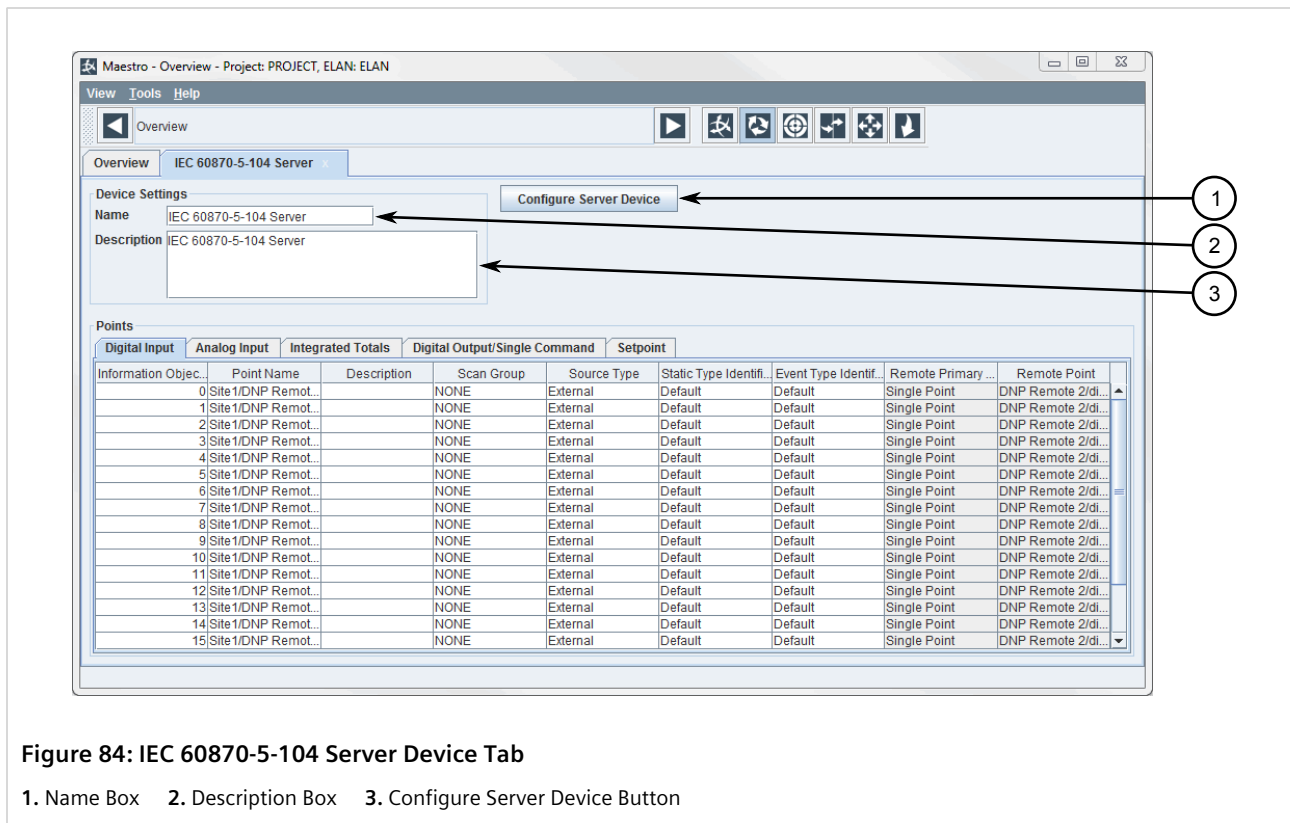 Maestro - Overview - Project: PROJECT, ELAN: ELAN
View Tools Help
Overview
Overview IEC 60870-5-104 Server x
Device Settings
Configure Server Device
1
Name IEC 60870-5-104 Server
2
Description IEC 60870-5-104 Server
3
Points
Digital Input Analog Input Integrated Totals Digital Output/Single Command Setpoint
Information Objec... Point Name Description Scan Group Source Type Static Type Identifi... Event Type Identif... Remote Primary ... Remote Point
0 Site1/DNP Remot... NONE External Default Default Single Point DNP Remote 2/di...
1 Site1/DNP Remot... NONE External Default Default Single Point DNP Remote 2/di...
2 Site1/DNP Remot... NONE External Default Default Single Point DNP Remote 2/di...
3 Site1/DNP Remot... NONE External Default Default Single Point DNP Remote 2/di...
4 Site1/DNP Remot... NONE External Default Default Single Point DNP Remote 2/di...
5 Site1/DNP Remot... NONE External Default Default Single Point DNP Remote 2/di...
6 Site1/DNP Remot... NONE External Default Default Single Point DNP Remote 2/di...
7 Site1/DNP Remot... NONE External Default Default Single Point DNP Remote 2/di...
8 Site1/DNP Remot... NONE External Default Default Single Point DNP Remote 2/di...
9 Site1/DNP Remot... NONE External Default Default Single Point DNP Remote 2/di...
10 Site1/DNP Remot... NONE External Default Default Single Point DNP Remote 2/di...
11 Site1/DNP Remot... NONE External Default Default Single Point DNP Remote 2/di...
12 Site1/DNP Remot... NONE External Default Default Single Point DNP Remote 2/di...
13 Site1/DNP Remot... NONE External Default Default Single Point DNP Remote 2/di...
14 Site1/DNP Remot... NONE External Default Default Single Point DNP Remote 2/di...
15 Site1/DNP Remot... NONE External Default Default Single Point DNP Remote 2/di...
Figure 84: IEC 60870-5-104 Server Device Tab
1. Name Box 2. Description Box 3. Configure Server Device Button